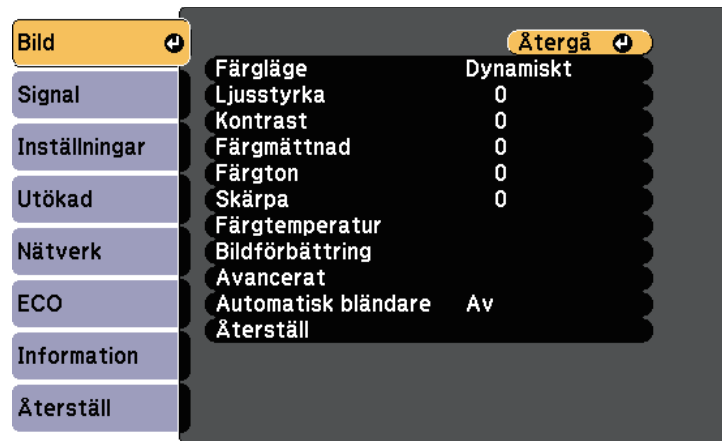 Bild
Signal
Inställningar
Utökad
Nätverk
ECO
Information
Återställ
Återgå
Färgläge Dynamiskt
Ljusstyrka 0
Kontrast 0
Färgmättnad 0
Färgton 0
Skärpa 0
Färgtemperatur
Bildförbättring
Avancerat
Automatisk bländare Av
Återställ